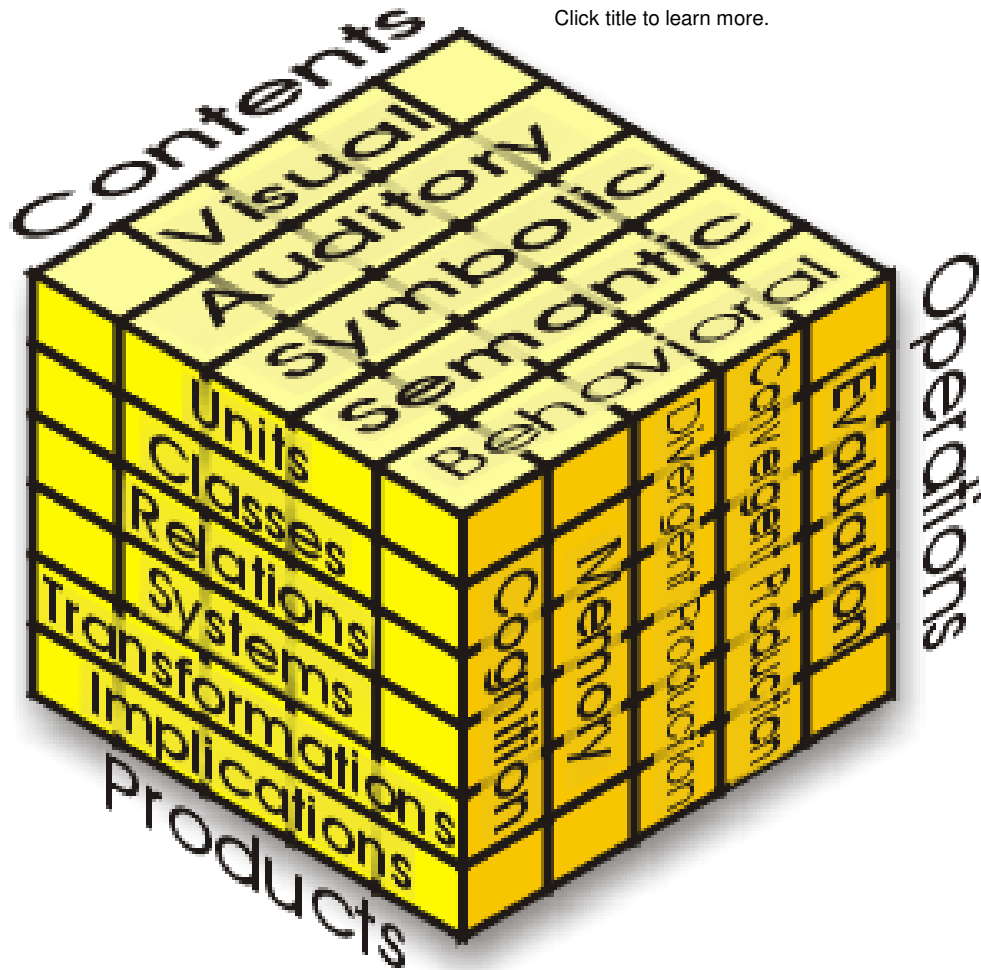 Click title to learn more.
Contents
Visual
Auditory
Symbolic
Semantic
Behavioral
Operations
Units
Classes
Relations
Systems
Transformations
Implications
Products
Cognition
Memory
Divergent Production
Convegent Production
Evaluation